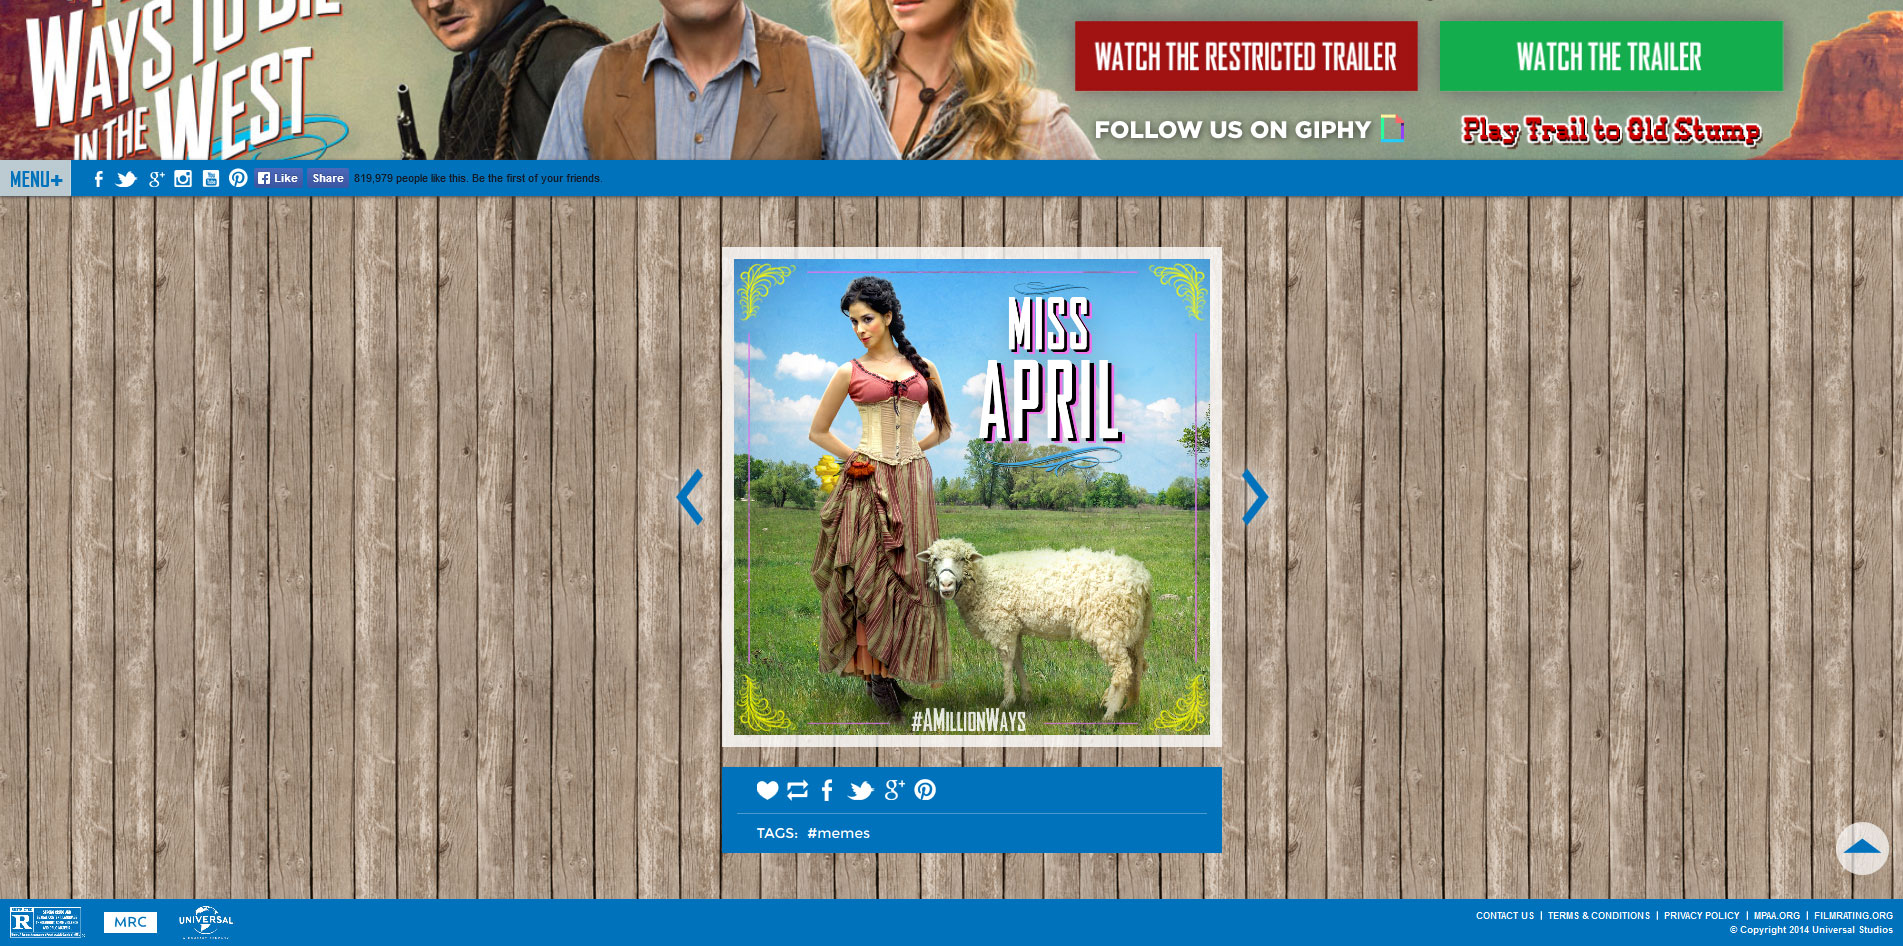 WAYS TO DIE
IN THE WEST
WATCH THE RESTRICTED TRAILER
WATCH THE TRAILER
FOLLOW US ON GIPHY
Play Trail to Old Stump
MENU+
Like
Share
819,979 people like this. Be the first of your friends.
MISS
APRIL
#AMILLIONWAYS
TAGS: #memes
R
MRC
UNIVERSAL
CONTACT US | TERMS & CONDITIONS | PRIVACY POLICY | MPAA.ORG | FILMRATING.ORG
© Copyright 2014 Universal Studios